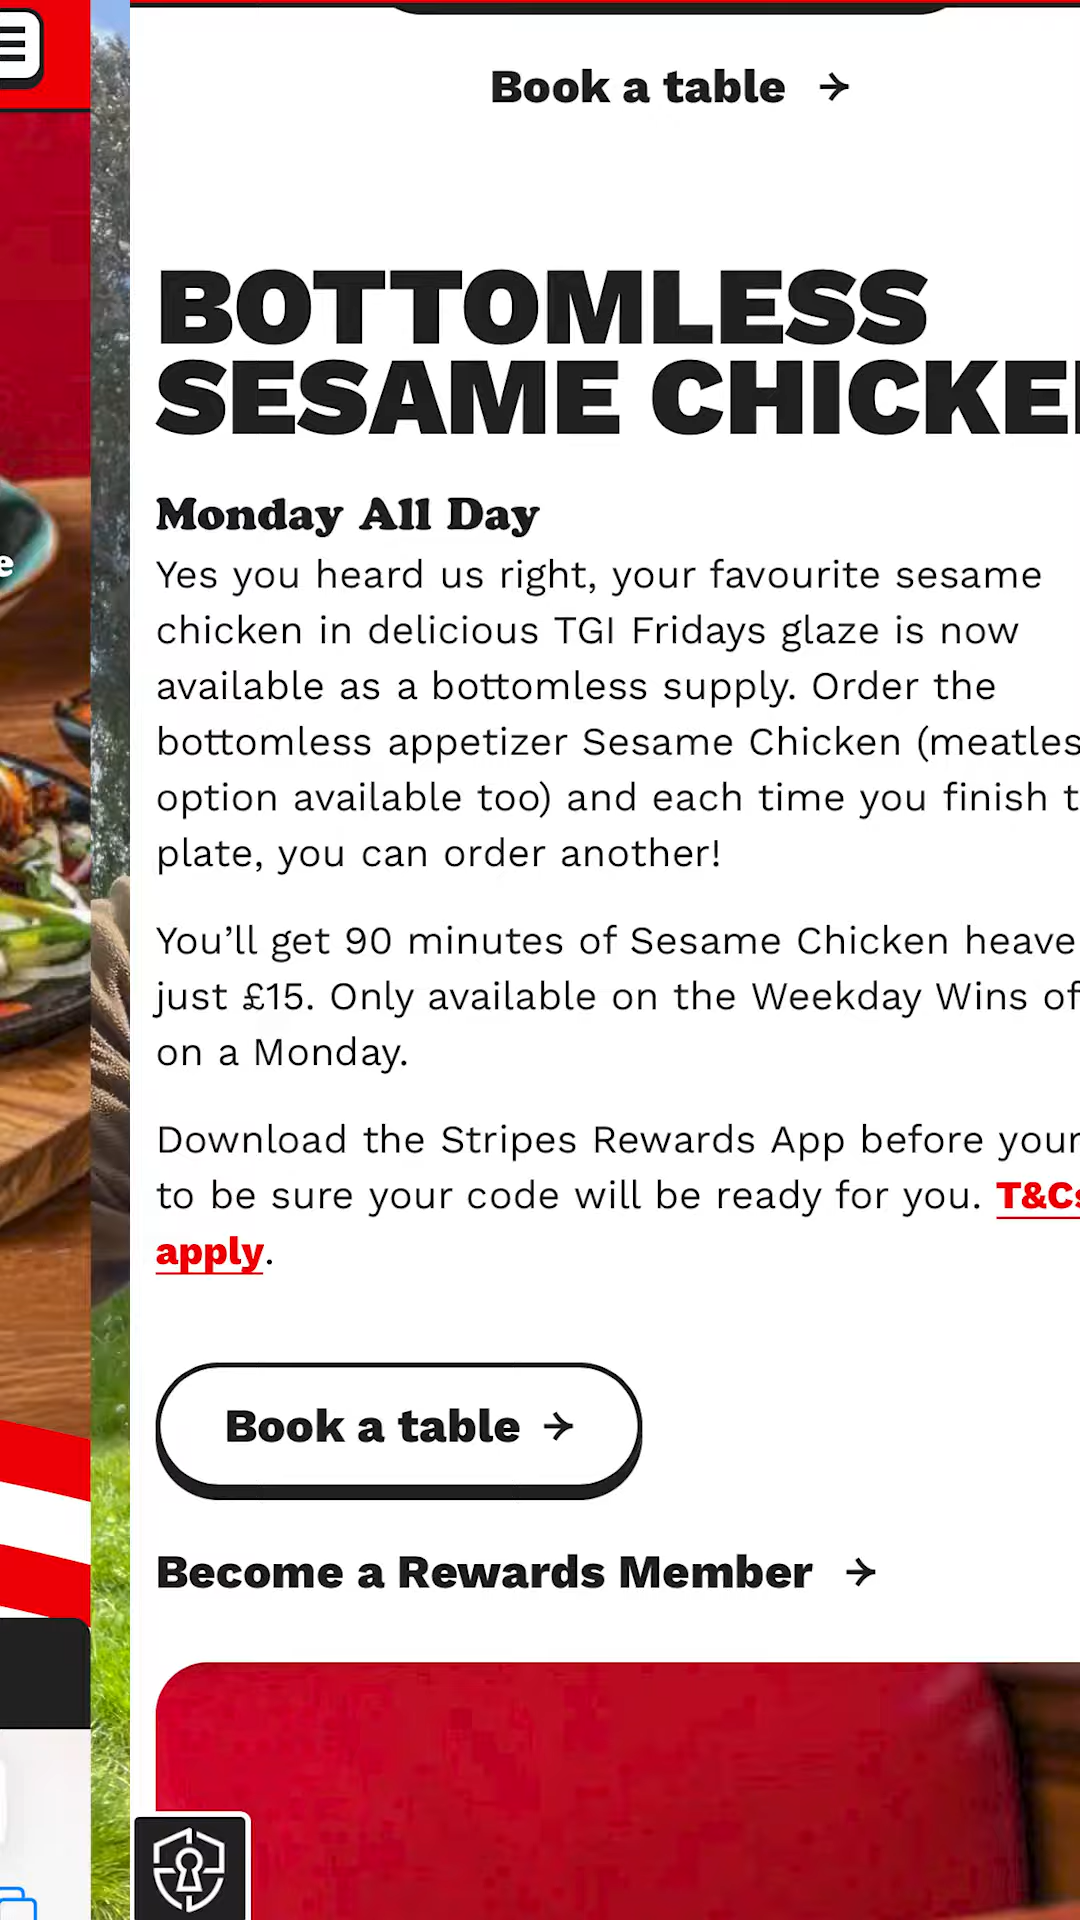 Book a table →
BOTTOMLESS
SESAME
Monday All Day
Yes you heard us right, your favourite sesame
chicken in delicious TGI Fridays glaze is now
available as a bottomless supply. Order the
bottomless appetizer Sesame Chicken
option available too) and each time you finish
plate, you can order another!
You’ll get 90 minutes of Sesame Chicken
just £15. Only available on the Weekday Wins
on a Monday.
Download the Stripes Rewards App before your
to be sure your code will be ready for you.
apply.
Book a table →
Become a Rewards Member →